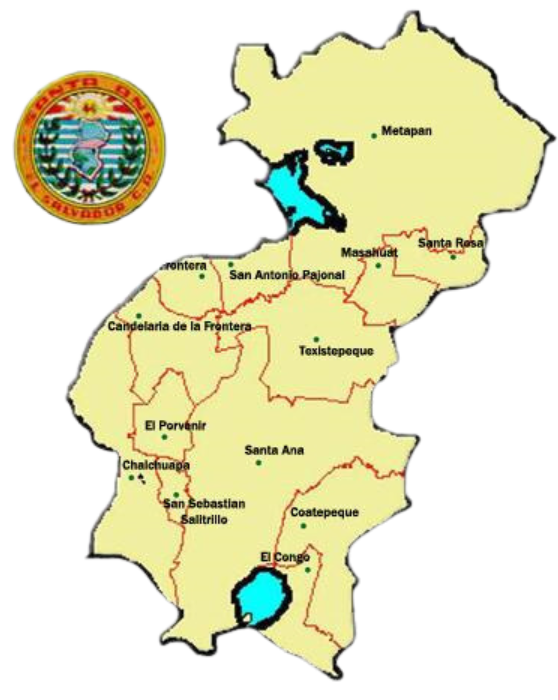 SANTA ANA
EL SALVADOR C.A.
Metapan
Masahuat
Santa Rosa
rontera
San Antonio Pajonal
Candelaria de la Frontera
Texistepeque
El Porvenir
Santa Ana
Chalchuapa
San Sebastian
Salitrillo
Coatepeque
El Congo